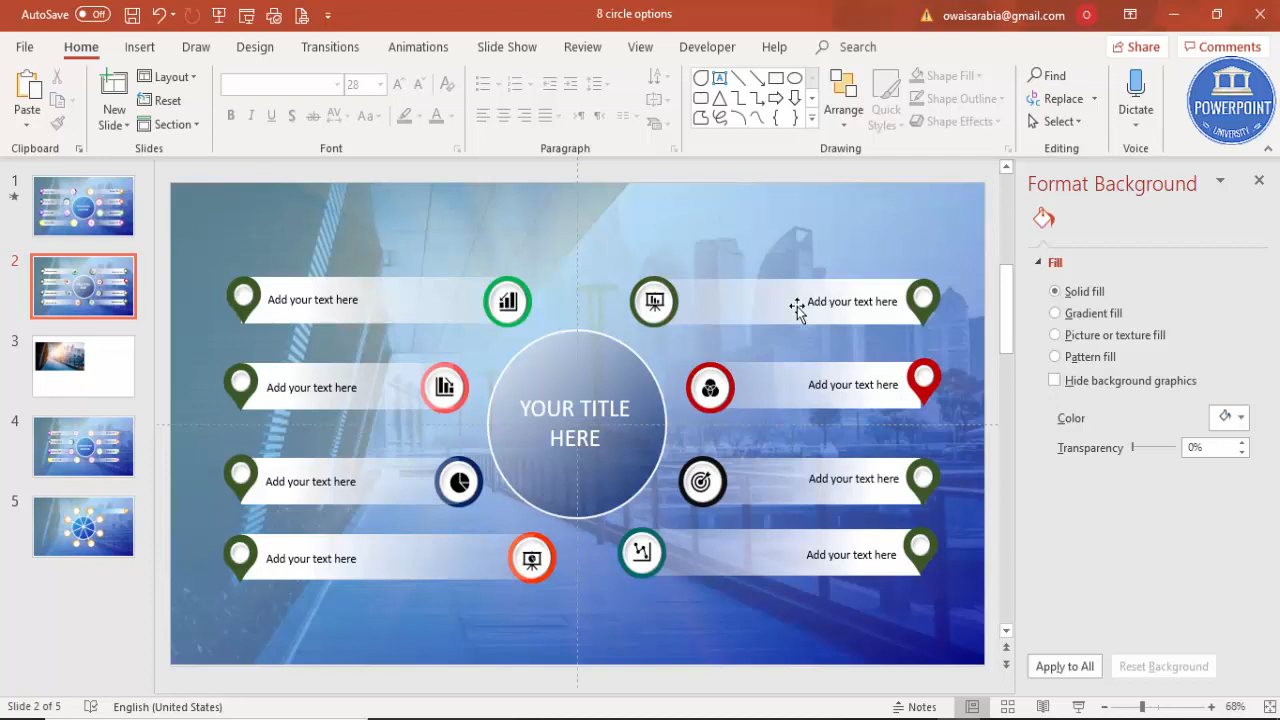 AutoSave Off
8 circle options
owaisarabia@gmail.com
O
File Home Insert Draw Design Transitions Animations Slide Show Review View Developer Help Search
Share Comments
Paste
New
Slide
Layout
Reset
Section
28
B I U S ab AV Aa A
Arrange
Quick
Styles
Shape Fill
Shape Outline
Shape Effects
Find
Replace
Select
Dictate
Clipboard Slides Font Paragraph Drawing Editing Voice
POWERPOINT
UNIVERSITY
1
2
3
4
5
Add your text here
Add your text here
Add your text here
Add your text here
YOUR TITLE
HERE
Add your text here
Add your text here
Add your text here
Add your text here
Format Background
Fill
Solid fill
Gradient fill
Picture or texture fill
Pattern fill
Hide background graphics
Color
Transparency 0%
Apply to All Reset Background
Slide 2 of 5 English (United States) Notes 68%